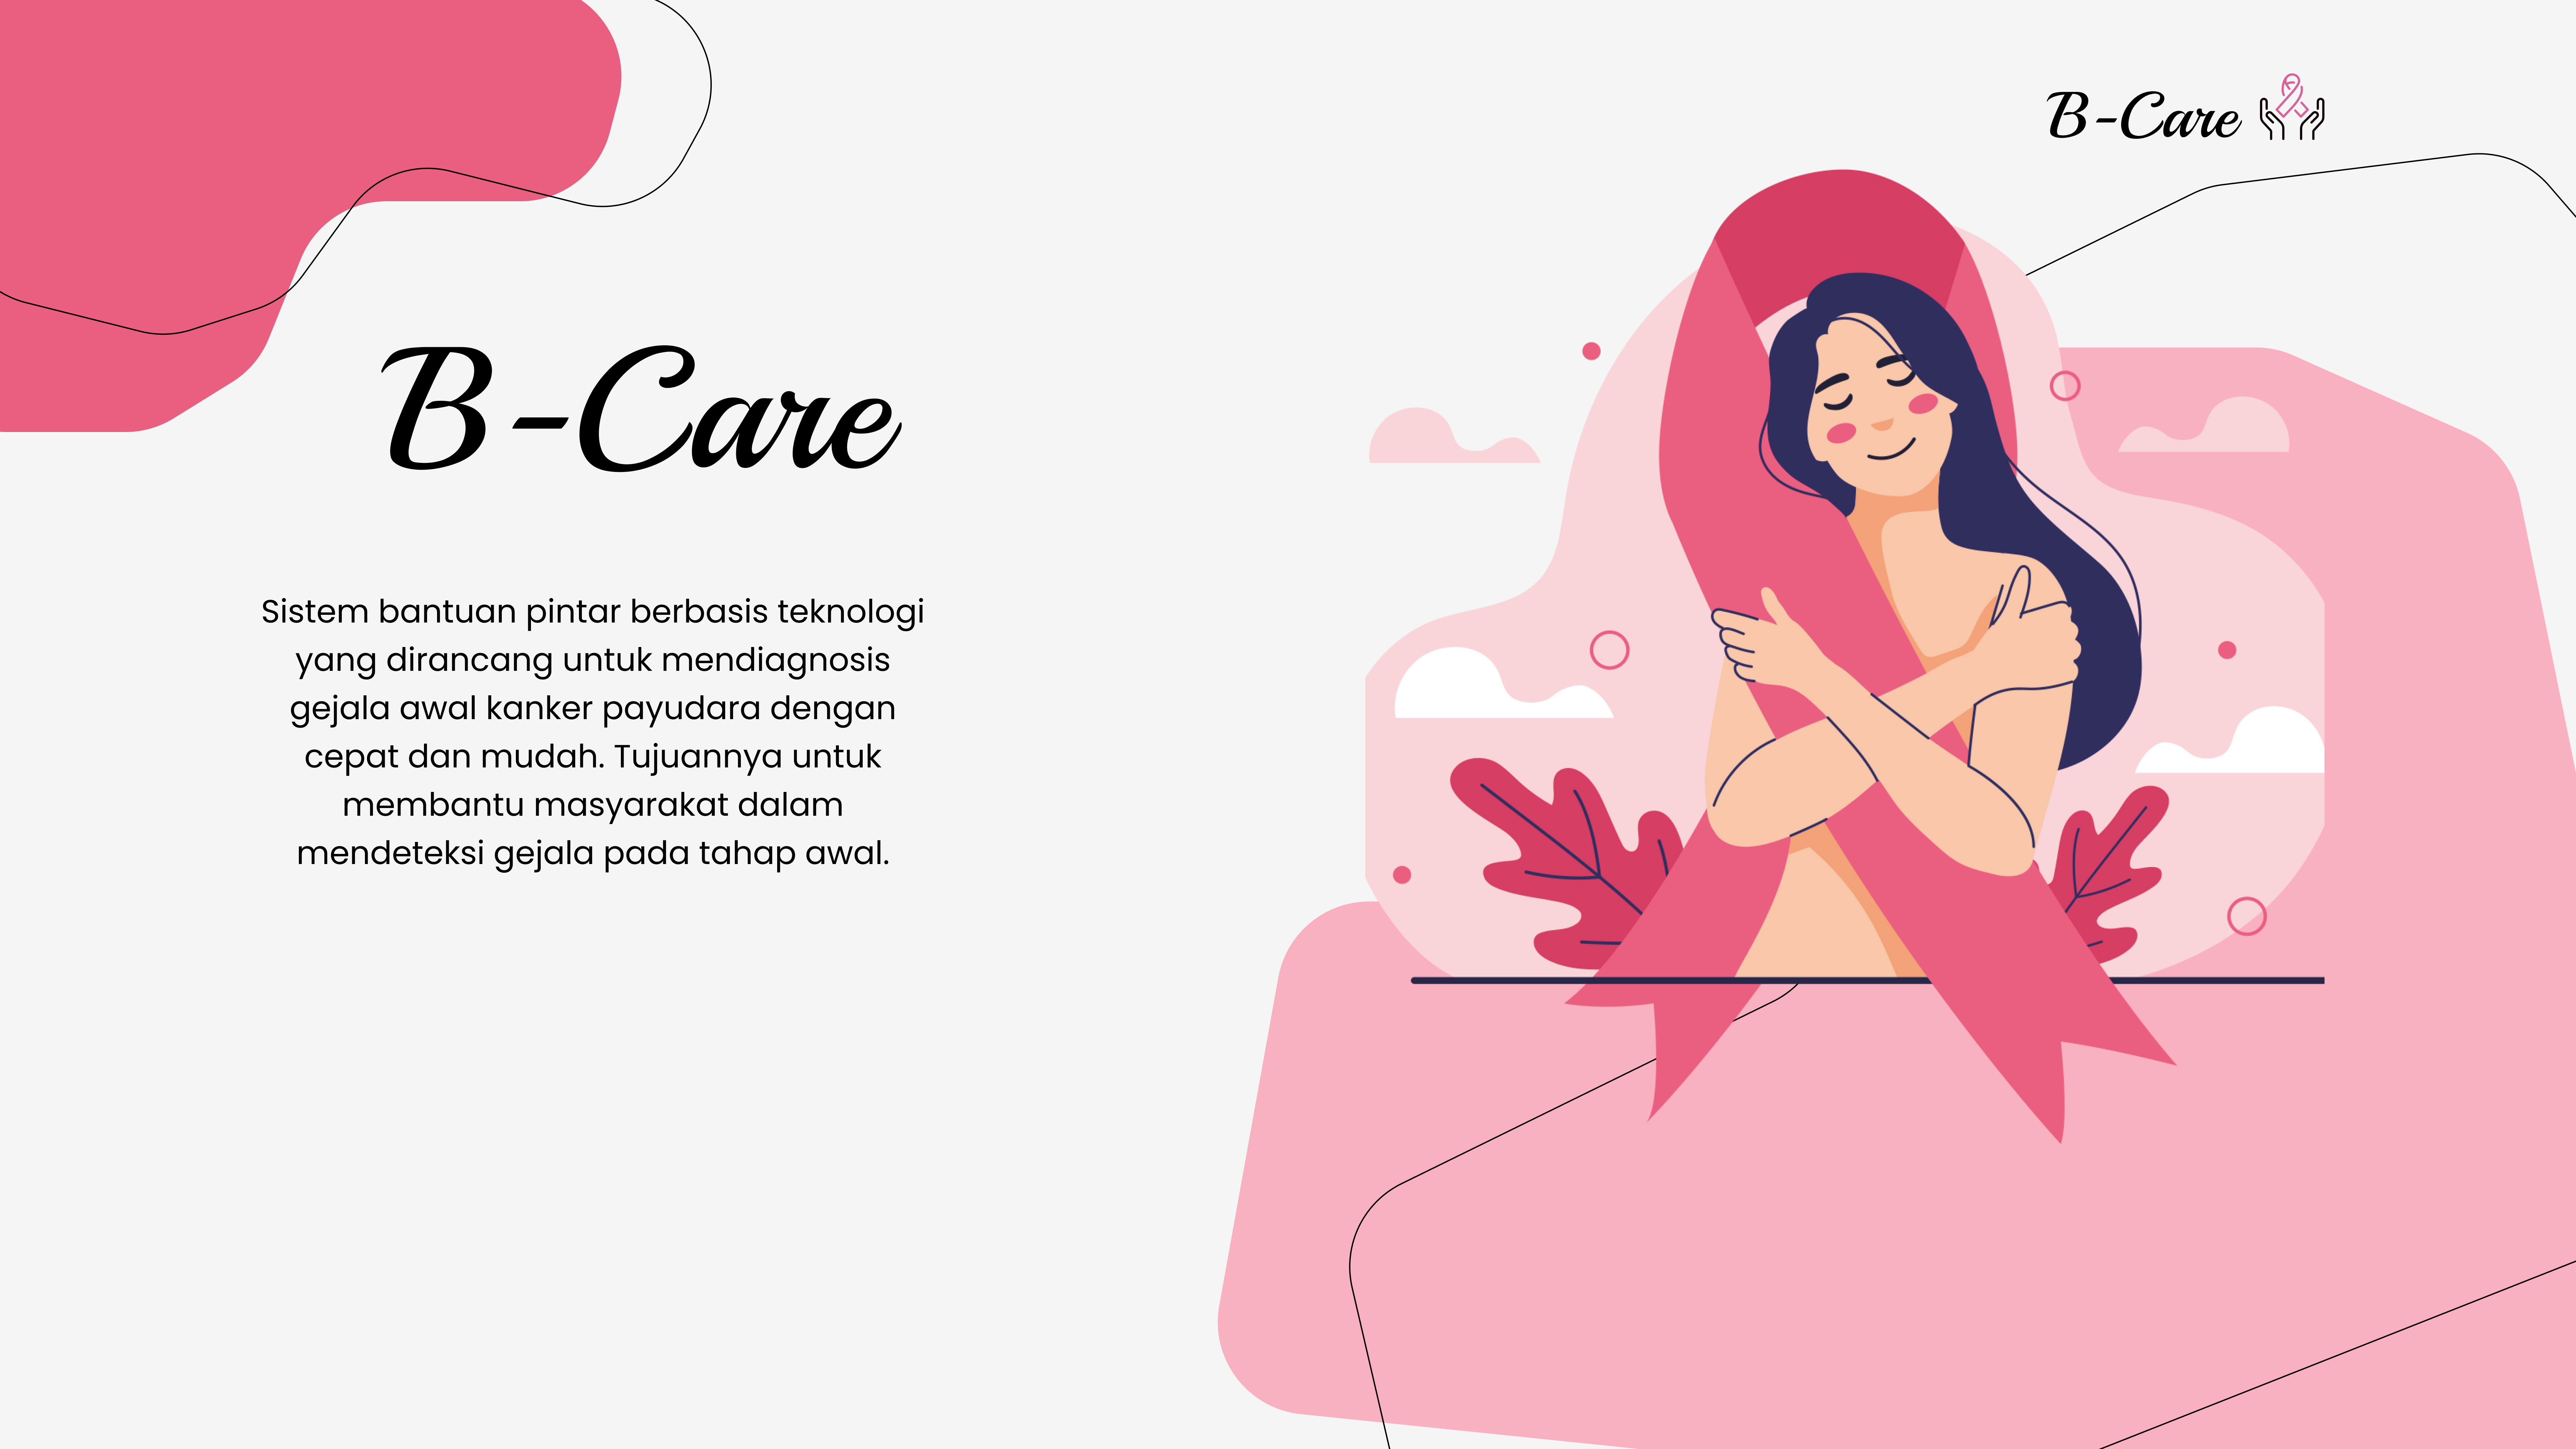 B-Care
B-Care
Sistem bantuan pintar berbasis teknologi
yang dirancang untuk mendiagnosis
gejala awal kanker payudara dengan
cepat dan mudah. Tujuannya untuk
membantu masyarakat dalam
mendeteksi gejala pada tahap awal.